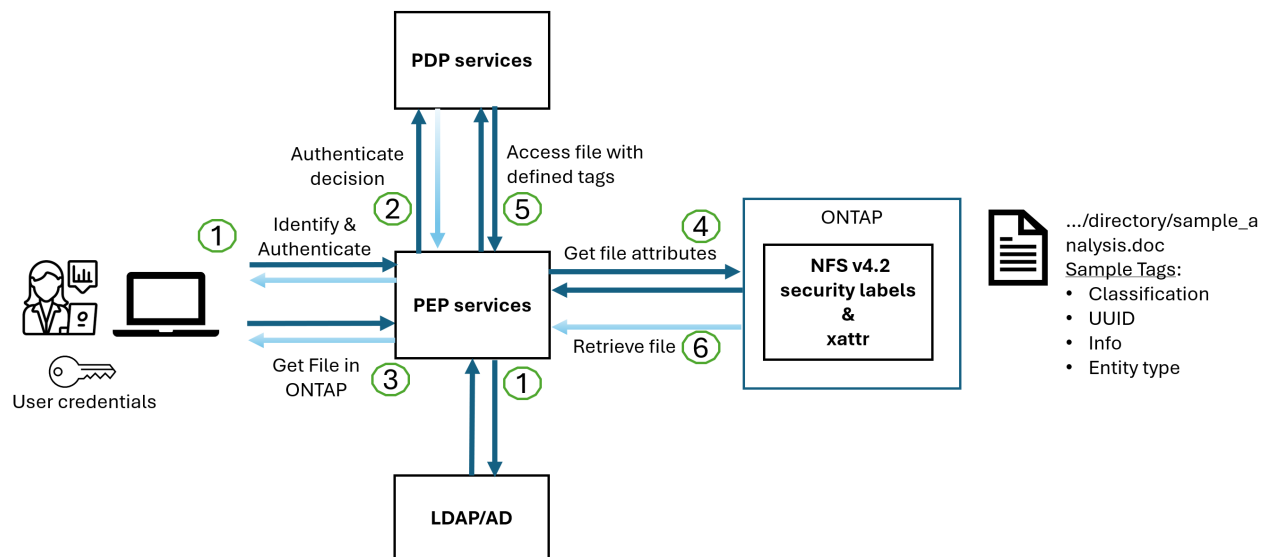 PDP services
Authenticate
decision
2
Access file with
defined tags
5
1
Identify &
Authenticate
PEP services
4
Get file attributes
Retrieve file
6
Get File in
ONTAP
3
1
User credentials
LDAP/AD
ONTAP
NFS v4.2
security labels
&
xattr
.../directory/sample_a
nalysis.doc
Sample Tags:
• Classification
• UUID
• Info
• Entity type